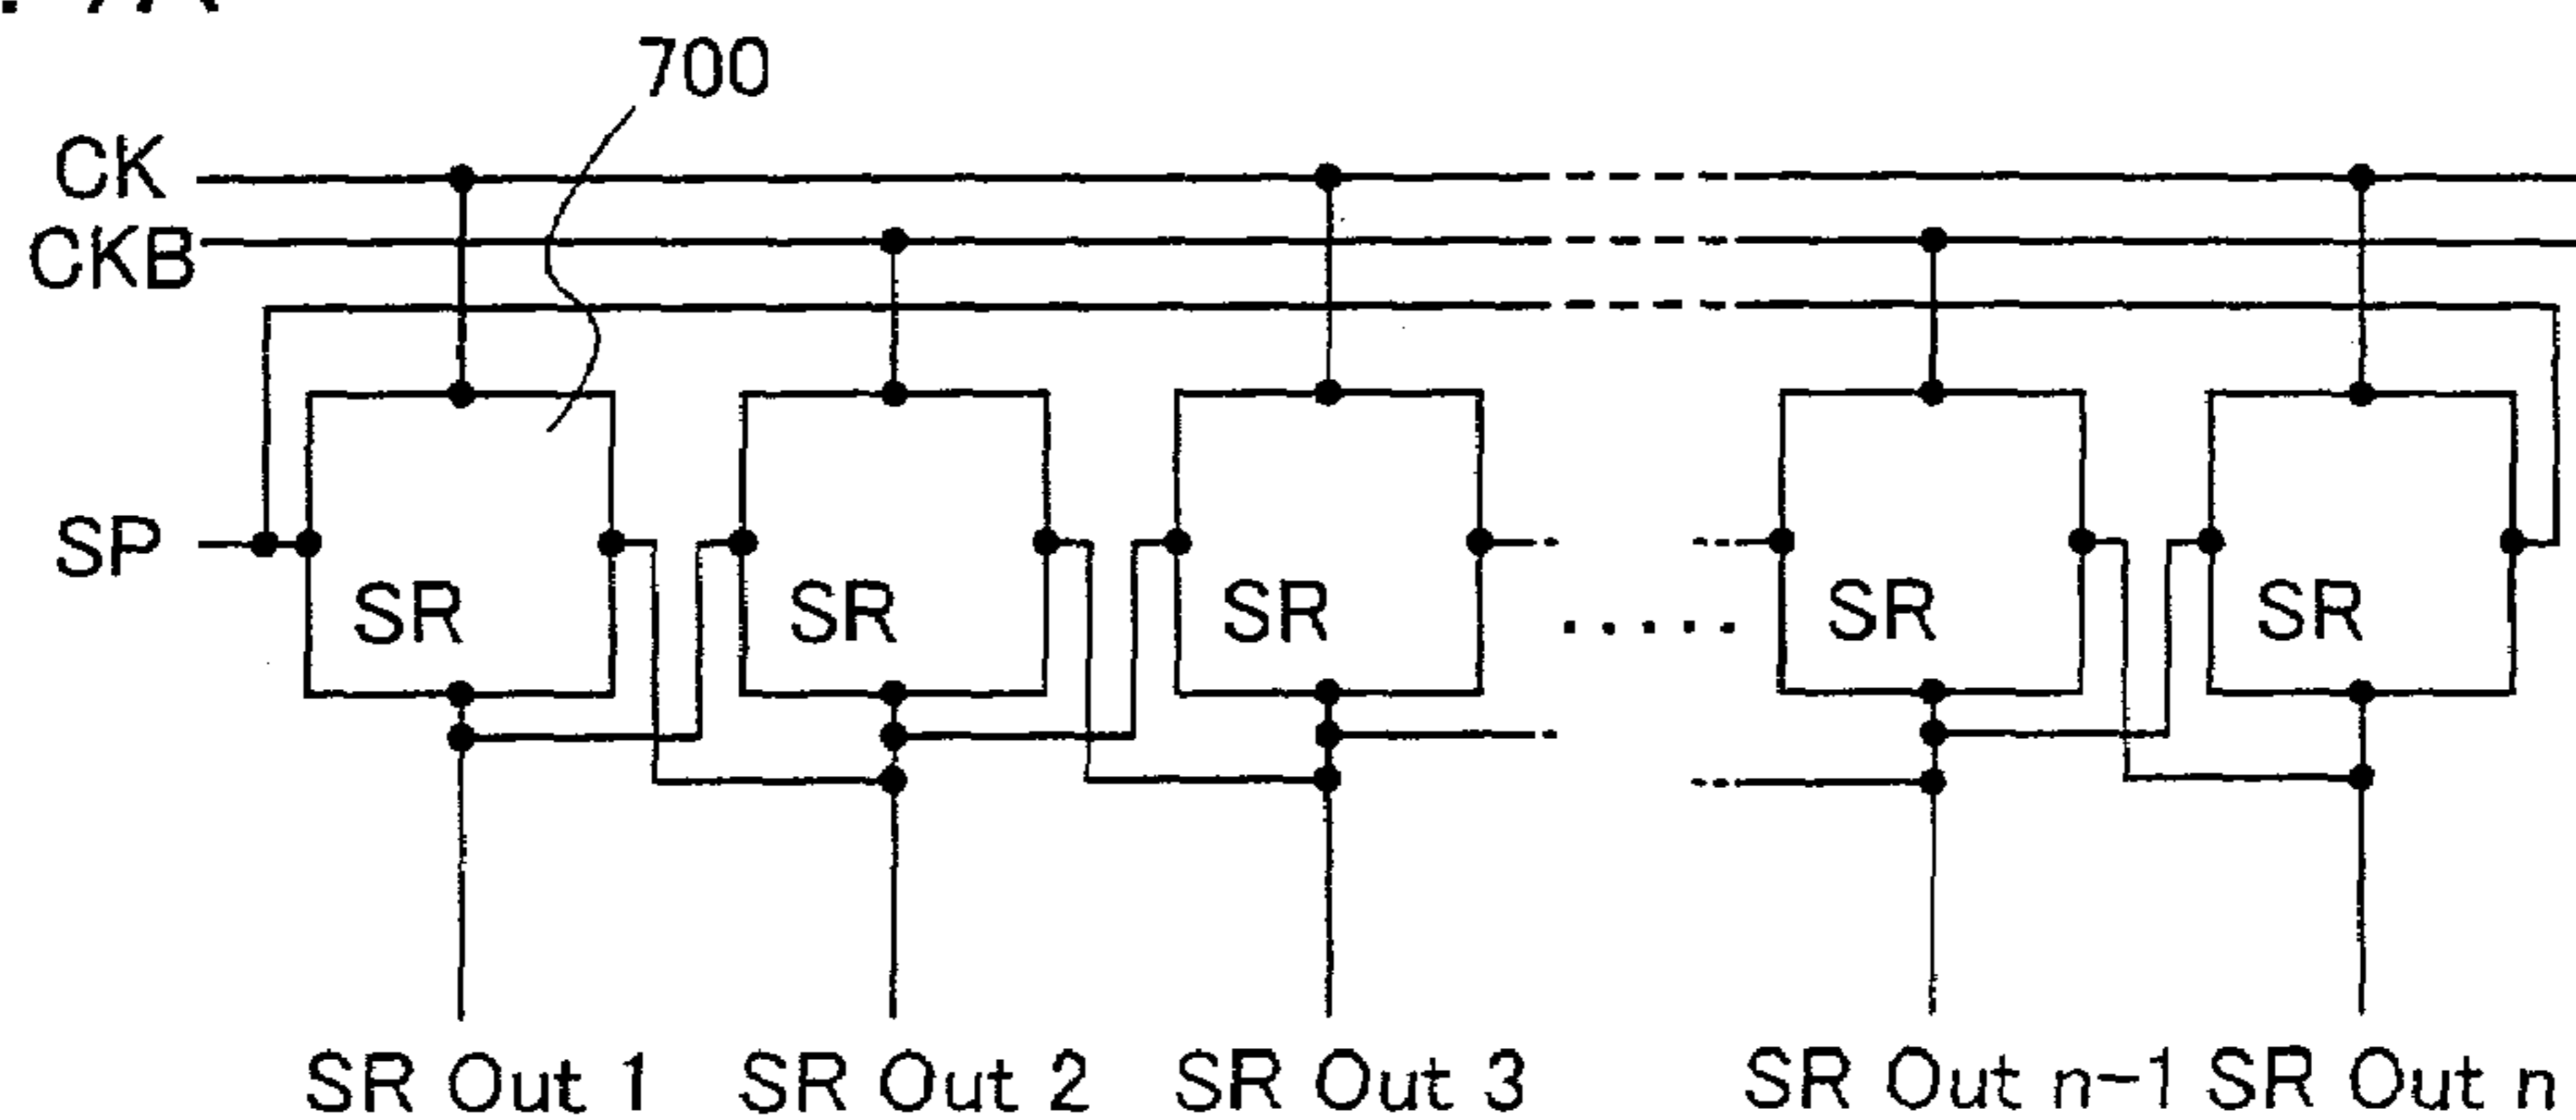 700
CK
CKB
SP
SR SR SR ..... SR SR
SR Out 1 SR Out 2 SR Out 3 SR Out n-1 SR Out n